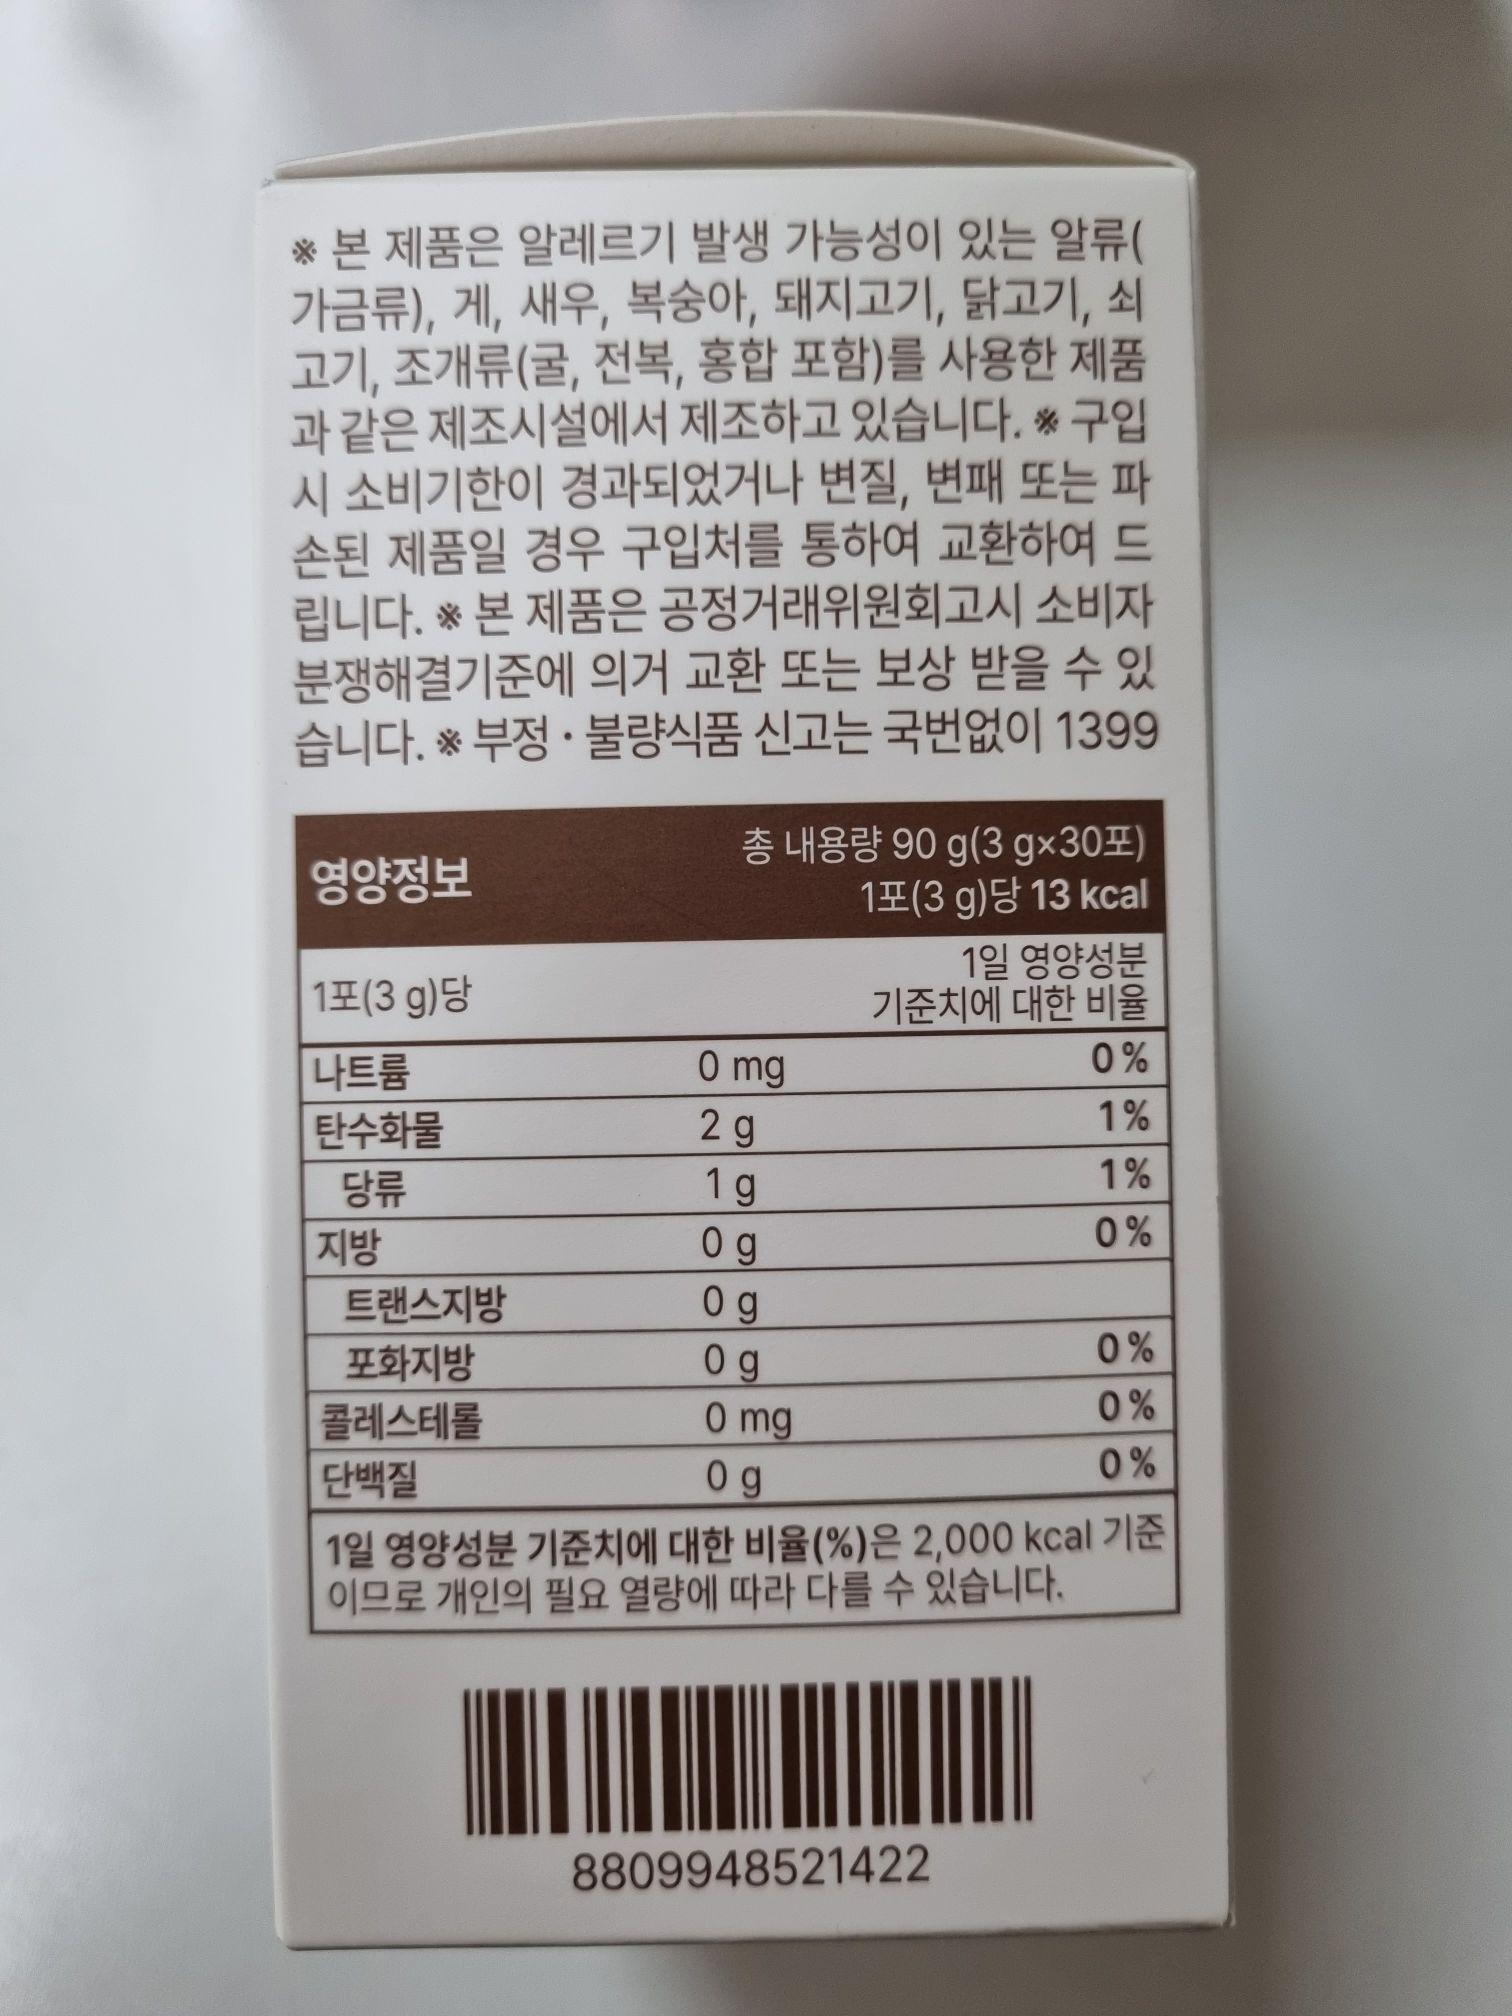 ※ 본 제품은 알레르기 발생 가능성이 있는 알류(
가금류), 게, 새우, 복숭아, 돼지고기, 닭고기, 쇠
고기, 조개류(굴, 전복, 홍합 포함)를 사용한 제품
과 같은 제조시설에서 제조하고 있습니다. ※ 구입
시 소비기한이 경과되었거나 변질, 변패 또는 파
손된 제품일 경우 구입처를 통하여 교환하여 드
립니다. ※ 본 제품은 공정거래위원회고시 소비자
분쟁해결기준에 의거 교환 또는 보상 받을 수 있
습니다. ※ 부정 · 불량식품 신고는 국번없이 1399
영양정보
총 내용량 90 g(3 g×30포)
1포(3 g)당 13 kcal
1포(3 g)당
1일 영양성분
기준치에 대한 비율
나트륨 0 mg 0 %
탄수화물 2 g 1 %
당류 1 g 1 %
지방 0 g 0 %
트랜스지방 0 g
포화지방 0 g 0 %
콜레스테롤 0 mg 0 %
단백질 0 g 0 %
1일 영양성분 기준치에 대한 비율(%)은 2,000 kcal 기준
이므로 개인의 필요 열량에 따라 다를 수 있습니다.
8809948521422